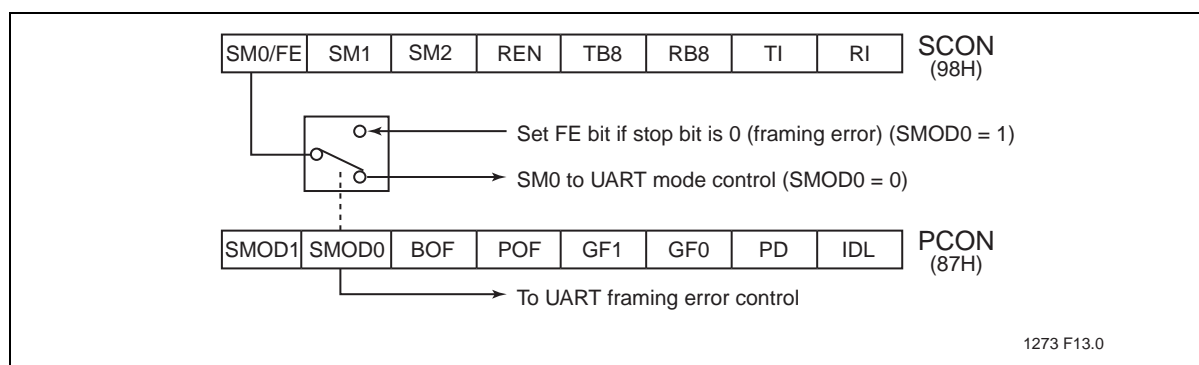 SM0/FE SM1 SM2 REN TB8 RB8 TI RI SCON
(98H)
Set FE bit if stop bit is 0 (framing error) (SMOD0 = 1)
SM0 to UART mode control (SMOD0 = 0)
SMOD1 SMOD0 BOF POF GF1 GF0 PD IDL PCON
(87H)
To UART framing error control
1273 F13.0